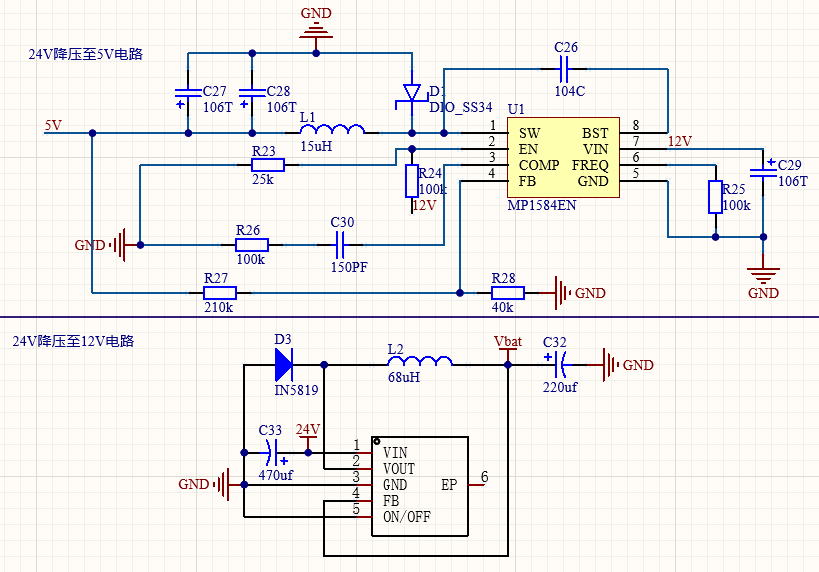 GND
24V降压至5V电路
C26
C27
106T
C28
106T
D1
DIO_SS34
104C
U1
5V
L1
15uH
1
2
3
4
SW
EN
COMP
FB
BST
VIN
FREQ
GND
8
7
6
5
12V
MP1584EN
R23
25k
R24
100k
12V
R25
100k
C29
106T
GND
R26
100k
C30
150PF
R27
210k
R28
40k
GND
GND
24V降压至12V电路
D3
IN5819
L2
68uH
Vbat
C32
220uf
GND
C33
470uf
24V
GND
1
2
3
4
5
VIN
VOUT
GND
FB
ON/OFF
EP
6